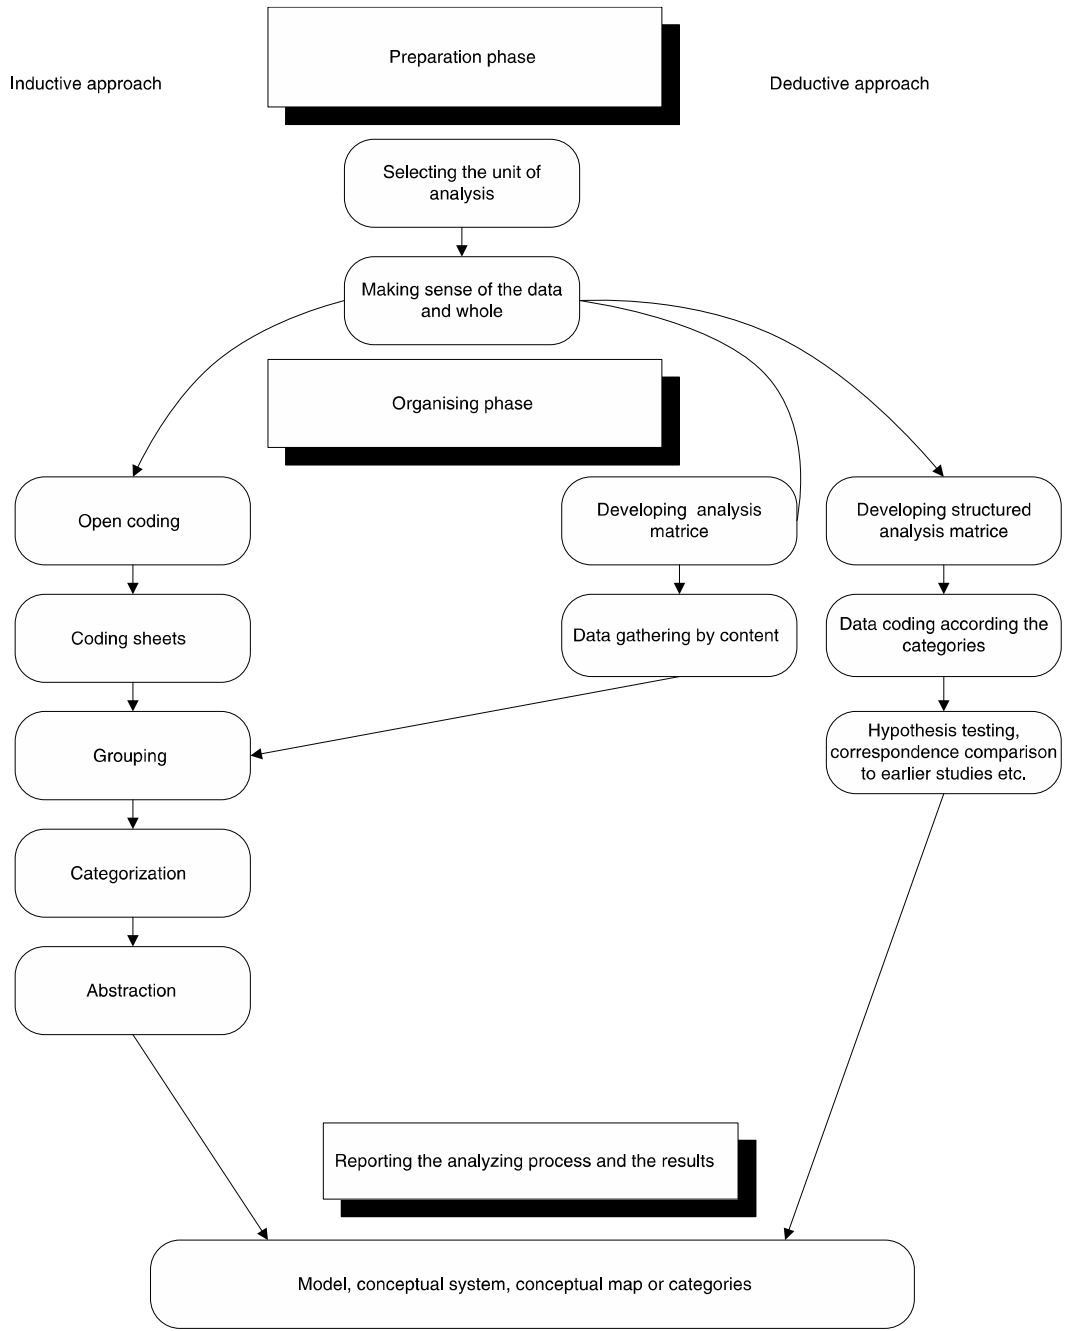 Preparation phase
Inductive approach
Deductive approach
Selecting the unit of
analysis
Making sense of the data
and whole
Organising phase
Open coding
Developing analysis
matrice
Developing structured
analysis matrice
Coding sheets
Data gathering by content
Data coding according the
categories
Grouping
Hypothesis testing,
correspondence comparison
to earlier studies etc.
Categorization
Abstraction
Reporting the analyzing process and the results
Model, conceptual system, conceptual map or categories